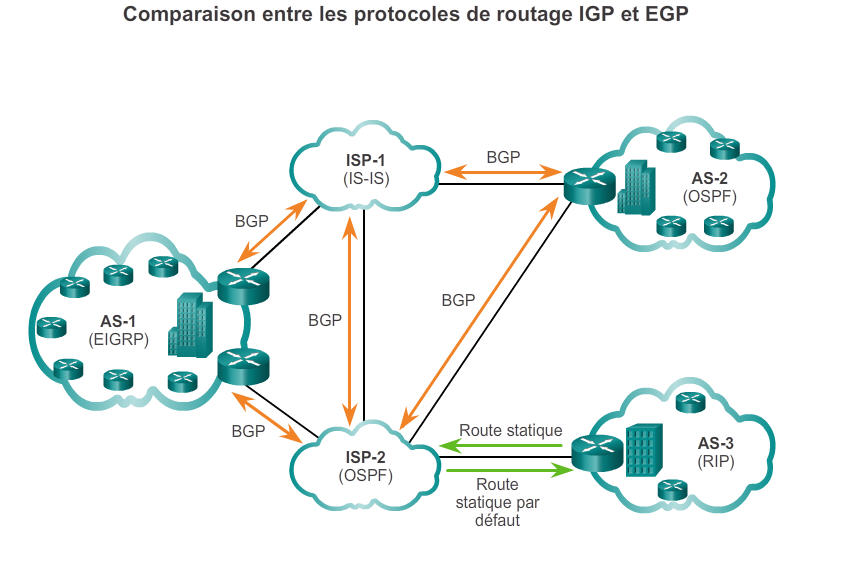 Comparaison entre les protocoles de routage IGP et EGP
ISP-1
(IS-IS)
BGP
AS-2
(OSPF)
BGP
BGP
BGP
AS-1
(EIGRP)
BGP
ISP-2
(OSPF)
Route statique
Route
statique par
défaut
AS-3
(RIP)